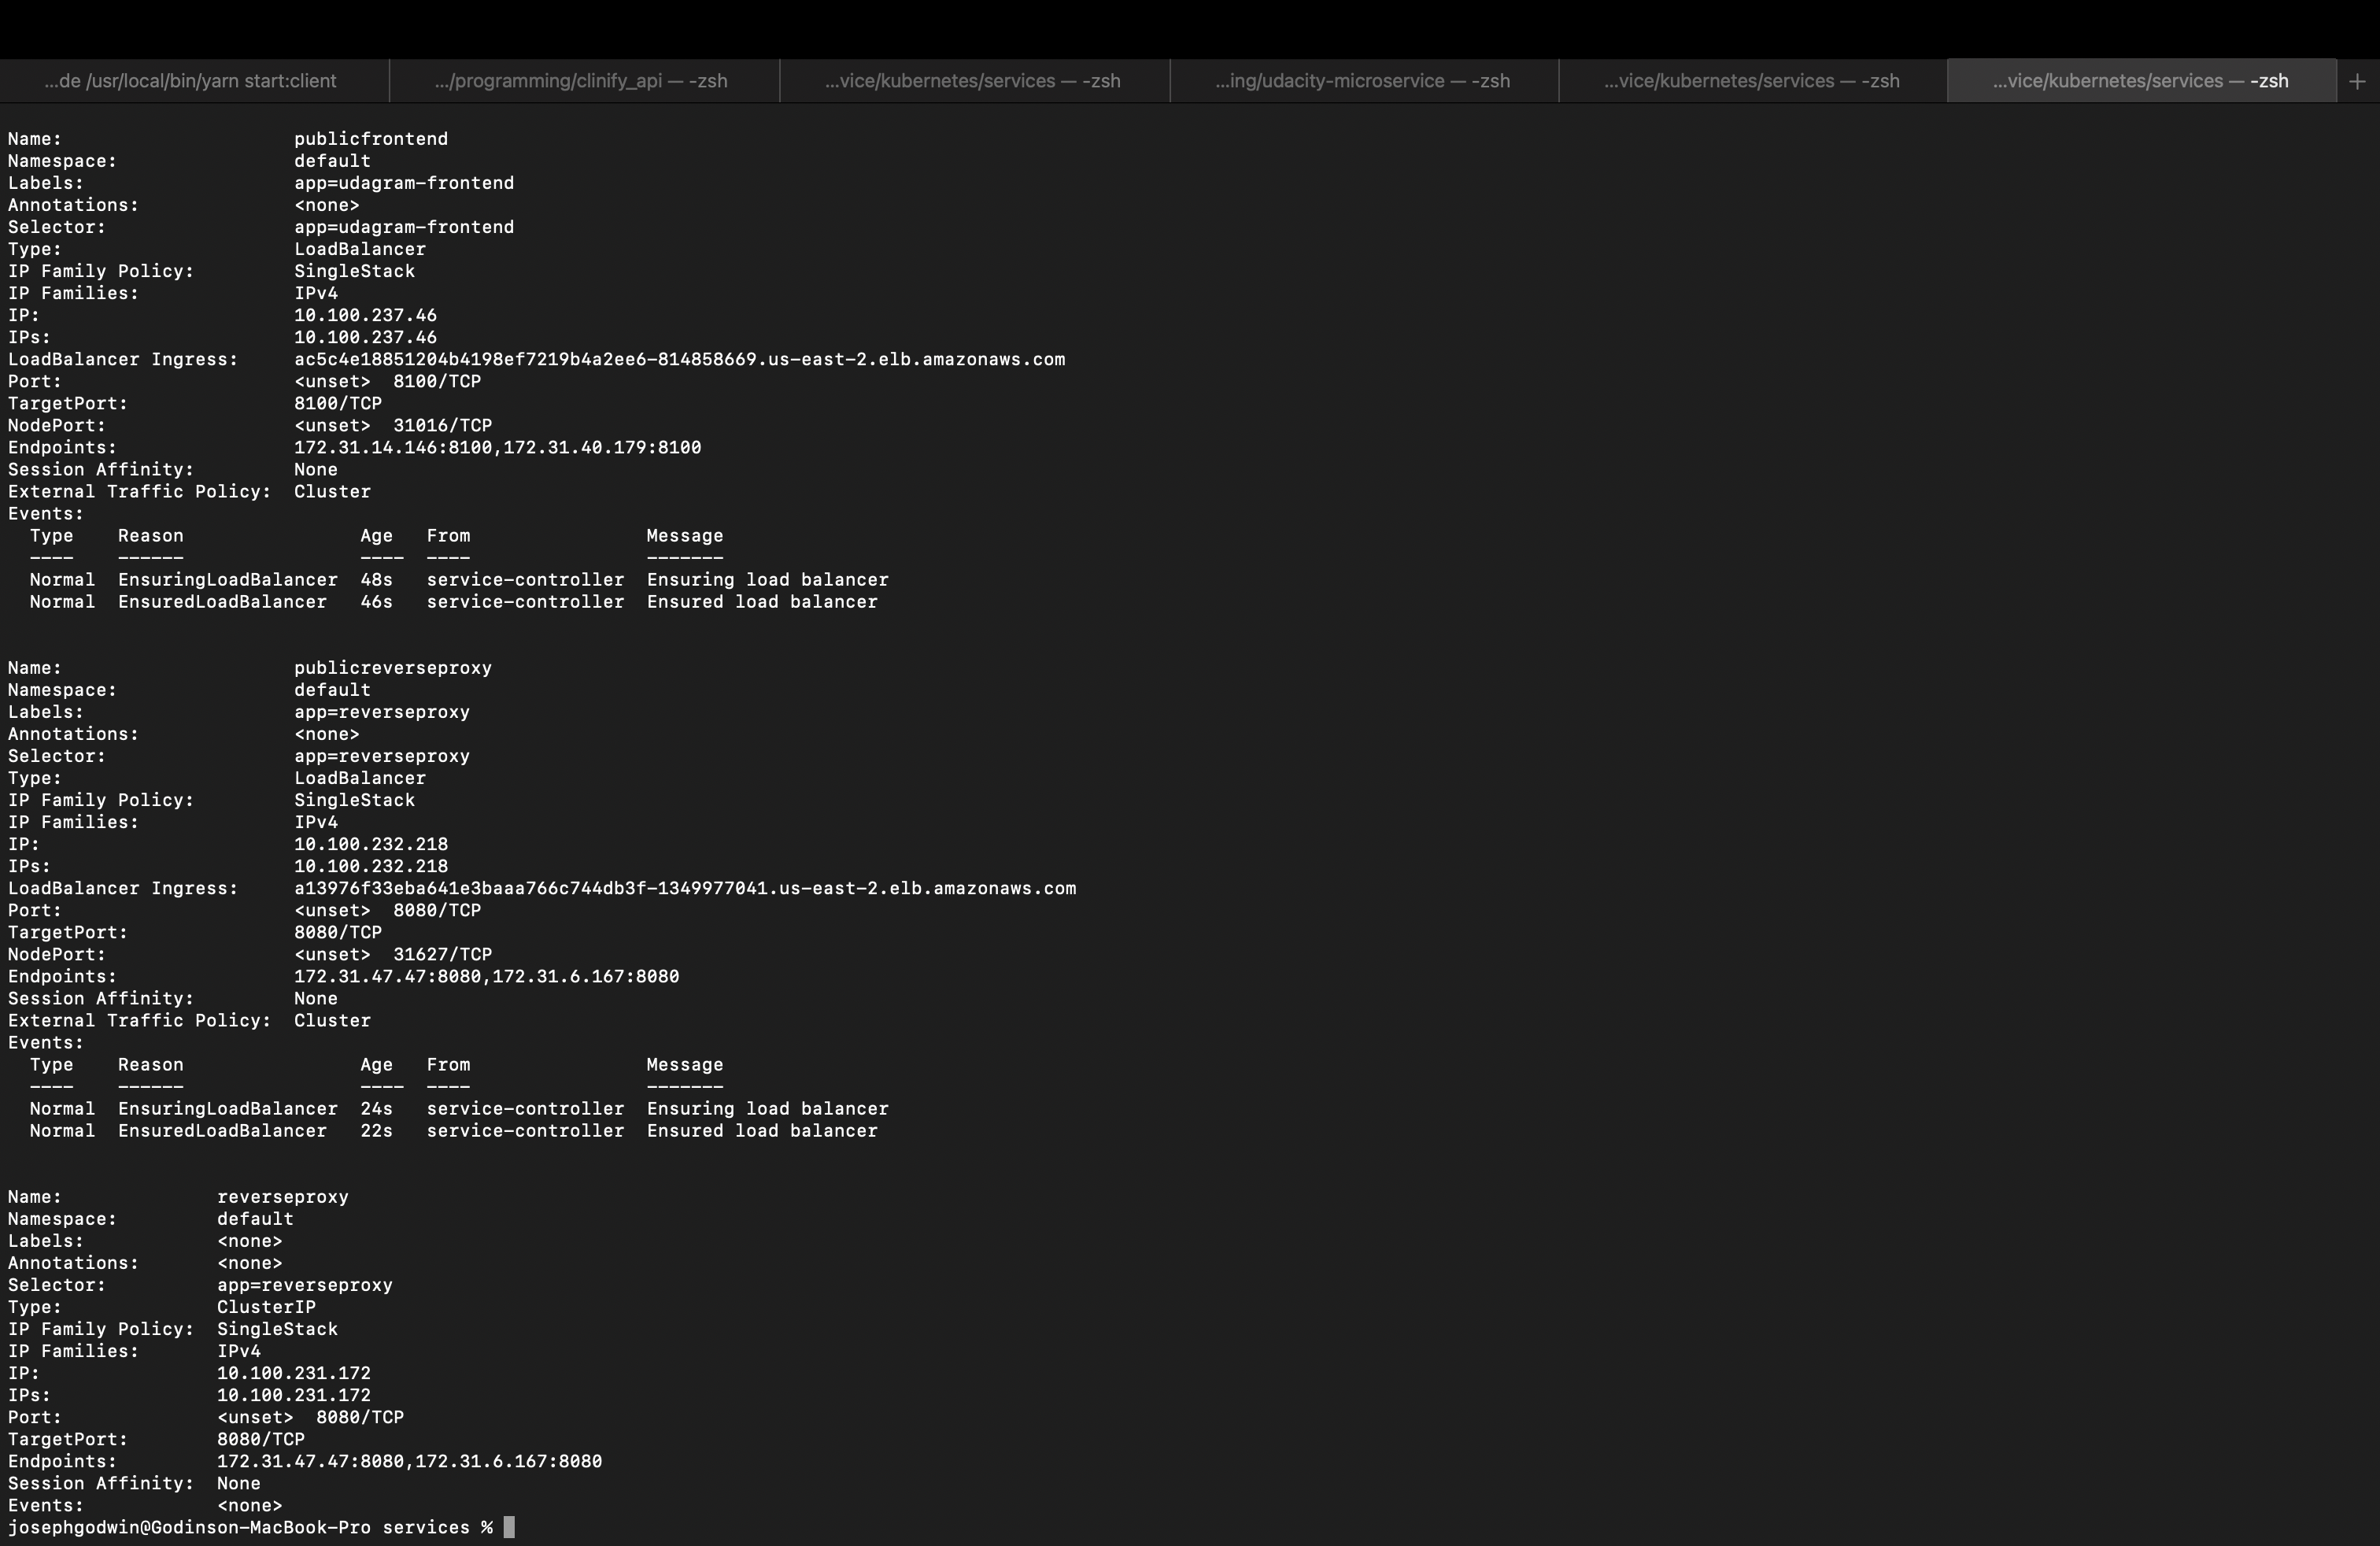 ...de /usr/local/bin/yarn start:client  .../programming/clinify_api — -zsh  ...vice/kubernetes/services — -zsh  ...ing/udacity-microservice — -zsh  ...vice/kubernetes/services — -zsh  ...vice/kubernetes/services — -zsh  +
Name:                     publicfrontend
Namespace:                default
Labels:                   app=udagram-frontend
Annotations:              <none>
Selector:                 app=udagram-frontend
Type:                     LoadBalancer
IP Family Policy:         SingleStack
IP Families:              IPv4
IP:                       10.100.237.46
IPs:                      10.100.237.46
LoadBalancer Ingress:     ac5c4e18851204b4198ef7219b4a2ee6-814858669.us-east-2.elb.amazonaws.com
Port:                     <unset>  8100/TCP
TargetPort:               8100/TCP
NodePort:                 <unset>  31016/TCP
Endpoints:                172.31.14.146:8100,172.31.40.179:8100
Session Affinity:         None
External Traffic Policy:  Cluster
Events:
  Type    Reason                Age   From                Message
  ----    ------                ----  ----                -------
  Normal  EnsuringLoadBalancer  48s   service-controller  Ensuring load balancer
  Normal  EnsuredLoadBalancer   46s   service-controller  Ensured load balancer
Name:                     publicreverseproxy
Namespace:                default
Labels:                   app=reverseproxy
Annotations:              <none>
Selector:                 app=reverseproxy
Type:                     LoadBalancer
IP Family Policy:         SingleStack
IP Families:              IPv4
IP:                       10.100.232.218
IPs:                      10.100.232.218
LoadBalancer Ingress:     a13976f33eba641e3baaa766c744db3f-1349977041.us-east-2.elb.amazonaws.com
Port:                     <unset>  8080/TCP
TargetPort:               8080/TCP
NodePort:                 <unset>  31627/TCP
Endpoints:                172.31.47.47:8080,172.31.6.167:8080
Session Affinity:         None
External Traffic Policy:  Cluster
Events:
  Type    Reason                Age   From                Message
  ----    ------                ----  ----                -------
  Normal  EnsuringLoadBalancer  24s   service-controller  Ensuring load balancer
  Normal  EnsuredLoadBalancer   22s   service-controller  Ensured load balancer
Name:              reverseproxy
Namespace:         default
Labels:            <none>
Annotations:       <none>
Selector:          app=reverseproxy
Type:              ClusterIP
IP Family Policy:  SingleStack
IP Families:       IPv4
IP:                10.100.231.172
IPs:               10.100.231.172
Port:              <unset>  8080/TCP
TargetPort:        8080/TCP
Endpoints:         172.31.47.47:8080,172.31.6.167:8080
Session Affinity:  None
Events:            <none>
josephgodwin@Godinson-MacBook-Pro services %